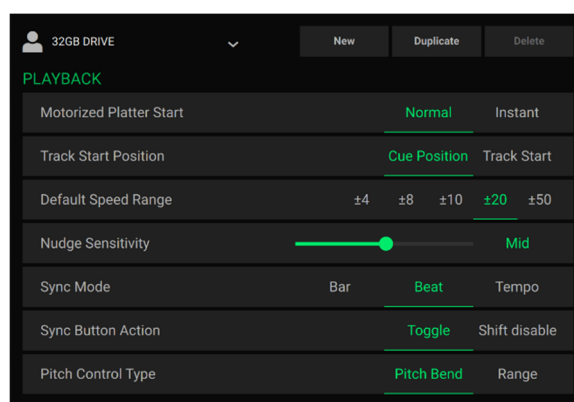 32GB DRIVE New Duplicate Delete
PLAYBACK
Motorized Platter Start Normal Instant
Track Start Position Cue Position Track Start
Default Speed Range ±4 ±8 ±10 ±20 ±50
Nudge Sensitivity Mid
Sync Mode Bar Beat Tempo
Sync Button Action Toggle Shift disable
Pitch Control Type Pitch Bend Range